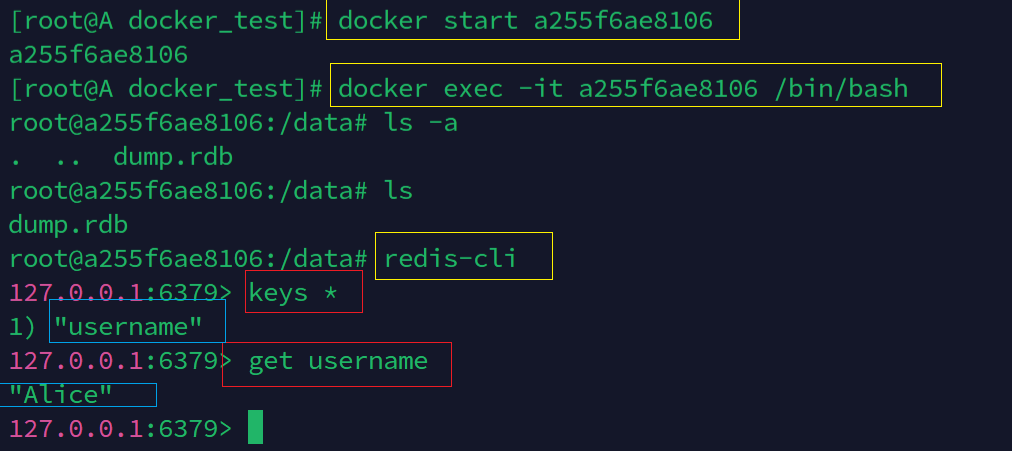 [root@A docker_test]# docker start a255f6ae8106
a255f6ae8106
[root@A docker_test]# docker exec -it a255f6ae8106 /bin/bash
root@a255f6ae8106:/data# ls -a
.  ..  dump.rdb
root@a255f6ae8106:/data# ls
dump.rdb
root@a255f6ae8106:/data# redis-cli
127.0.0.1:6379> keys *
1) "username"
127.0.0.1:6379> get username
"Alice"
127.0.0.1:6379>